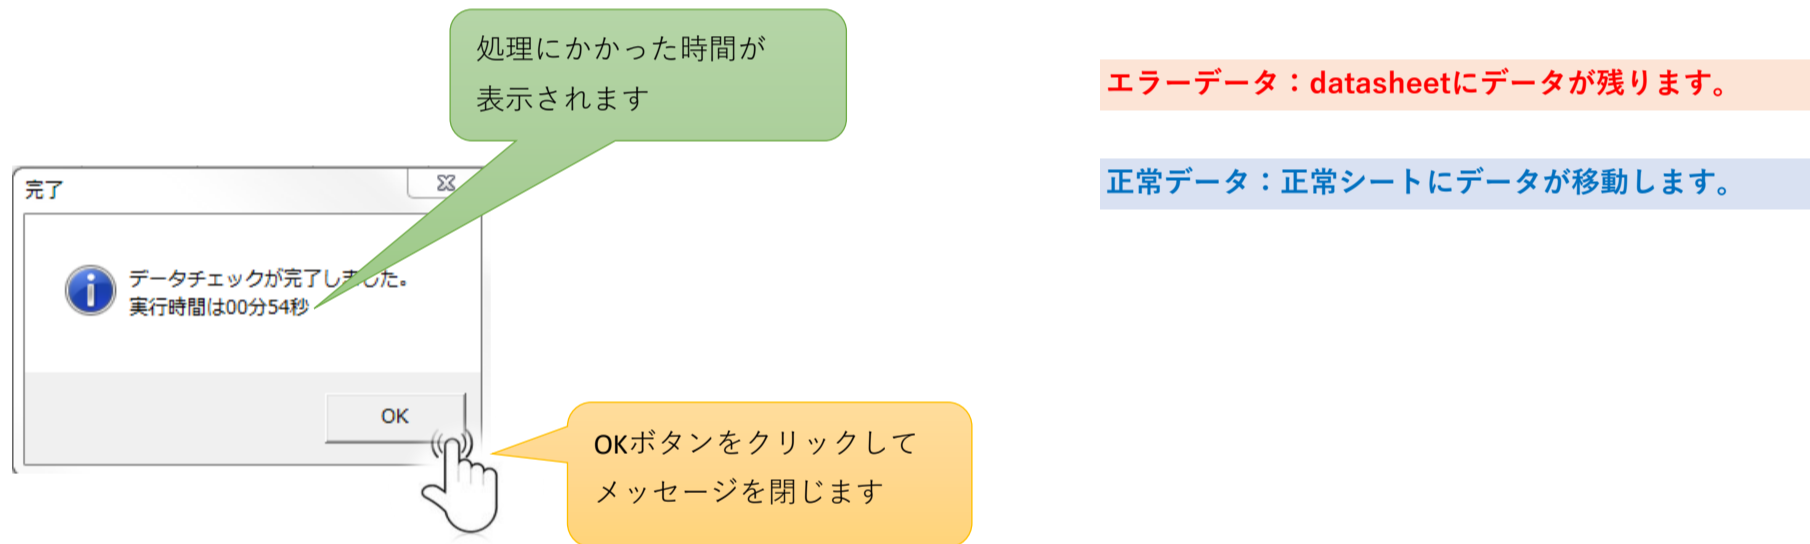 処理にかかった時間が
表示されます
エラーデータ：datasheetにデータが残ります。
正常データ：正常シートにデータが移動します。
完了
データチェックが完了しました。
実行時間は00分54秒
OK
OKボタンをクリックして
メッセージを閉じます